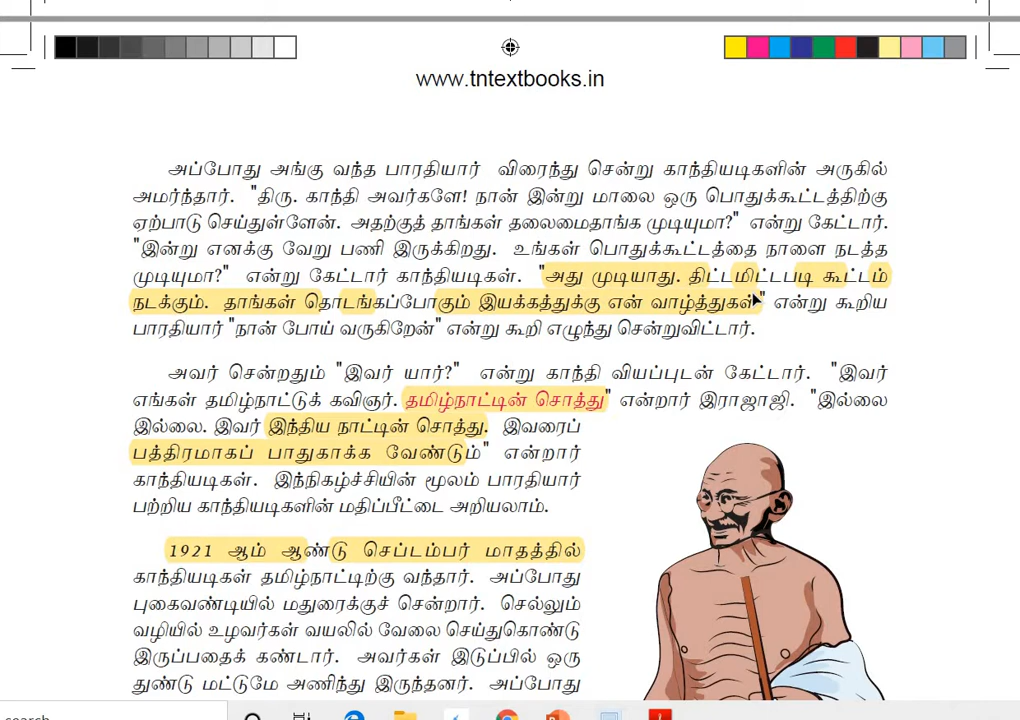 www.tntextbooks.in
அப்போது அங்கு வந்த பாரதியார் விரைந்து சென்று காந்தியடிகளின் அருகில்
அமர்ந்தார். "திரு. காந்தி அவர்களே! நான் இன்று மாலை ஒரு பொதுக்கூட்டத்திற்கு
ஏற்பாடு செய்துள்ளேன். அதற்குத் தாங்கள் தலைமைதாங்க முடியுமா?" என்று கேட்டார்.
"இன்று எனக்கு வேறு பணி இருக்கிறது. உங்கள் பொதுக்கூட்டத்தை நாளை நடத்த
முடியுமா?" என்று கேட்டார் காந்தியடிகள். "அது முடியாது. திட்டமிட்டபடி கூட்டம்
நடக்கும். தாங்கள் தொடங்கப்போகும் இயக்கத்துக்கு என் வாழ்த்துகள்" என்று கூறிய
பாரதியார் "நான் போய் வருகிறேன்" என்று கூறி எழுந்து சென்றுவிட்டார்.
அவர் சென்றதும் "இவர் யார்?" என்று காந்தி வியப்புடன் கேட்டார். "இவர்
எங்கள் தமிழ்நாட்டுக் கவிஞர். தமிழ்நாட்டின் சொத்து" என்றார் இராஜாஜி. "இல்லை
இல்லை. இவர் இந்திய நாட்டின் சொத்து. இவரைப்
பத்திரமாகப் பாதுகாக்க வேண்டும்" என்றார்
காந்தியடிகள். இந்நிகழ்ச்சியின் மூலம் பாரதியார்
பற்றிய காந்தியடிகளின் மதிப்பீட்டை அறியலாம்.
1921 ஆம் ஆண்டு செப்டம்பர் மாதத்தில்
காந்தியடிகள் தமிழ்நாட்டிற்கு வந்தார். அப்போது
புகைவண்டியில் மதுரைக்குச் சென்றார். செல்லும்
வழியில் உழவர்கள் வயலில் வேலை செய்துகொண்டு
இருப்பதைக் கண்டார். அவர்கள் இடுப்பில் ஒரு
துண்டு மட்டுமே அணிந்து இருந்தனர். அப்போது